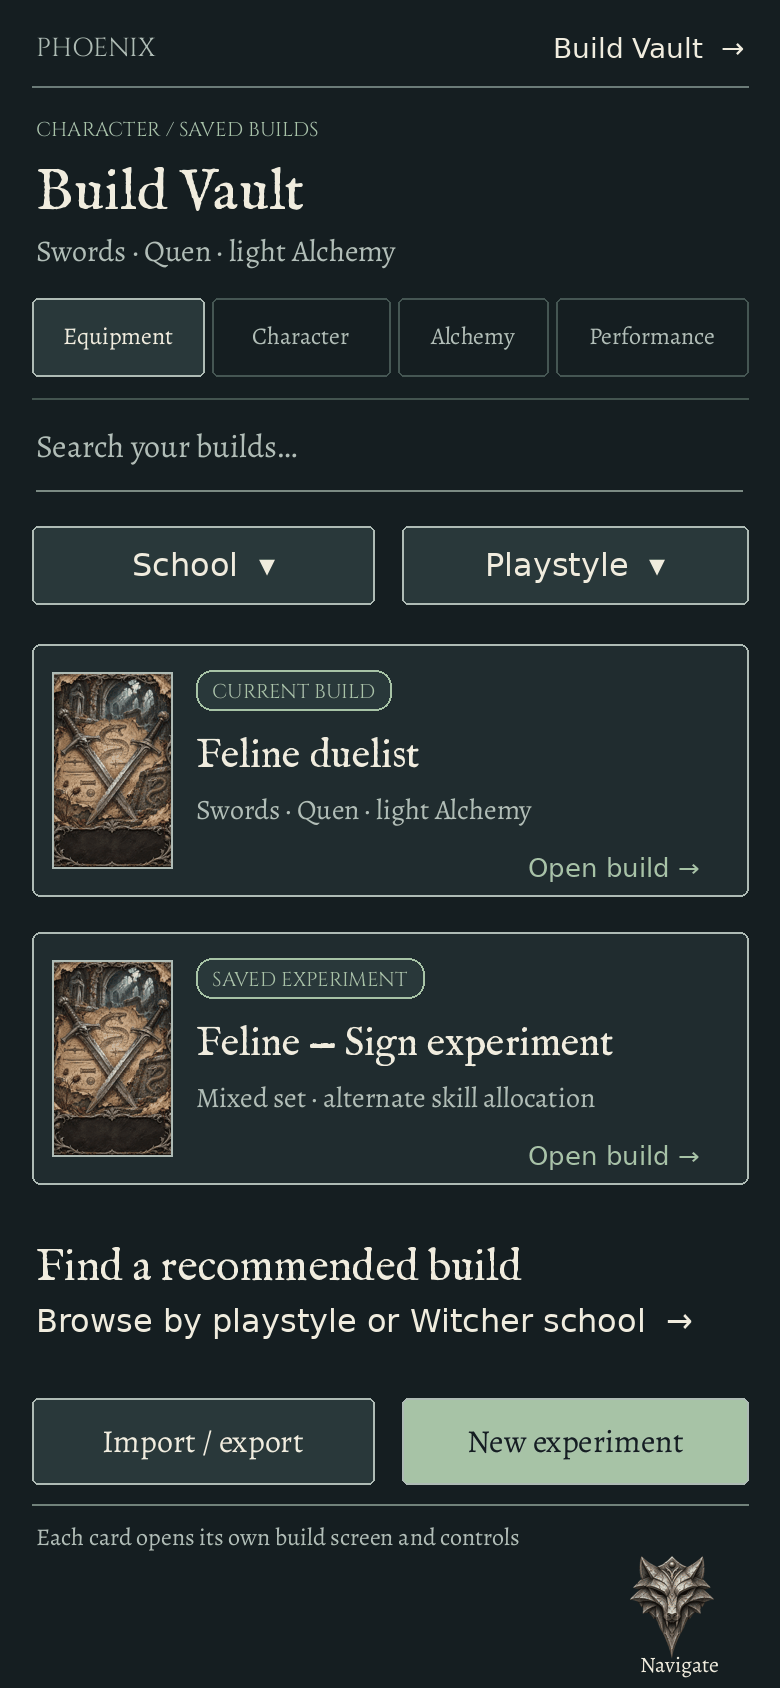 PHOENIX
Build Vault →
CHARACTER / SAVED BUILDS
Build Vault
Swords · Quen · light Alchemy
Equipment
Character
Alchemy
Performance
Search your builds...
School ▼
Playstyle ▼
CURRENT BUILD
Feline duelist
Swords · Quen · light Alchemy
Open build →
SAVED EXPERIMENT
Feline – Sign experiment
Mixed set · alternate skill allocation
Open build →
Find a recommended build
Browse by playstyle or Witcher school →
Import / export
New experiment
Each card opens its own build screen and controls
Navigate